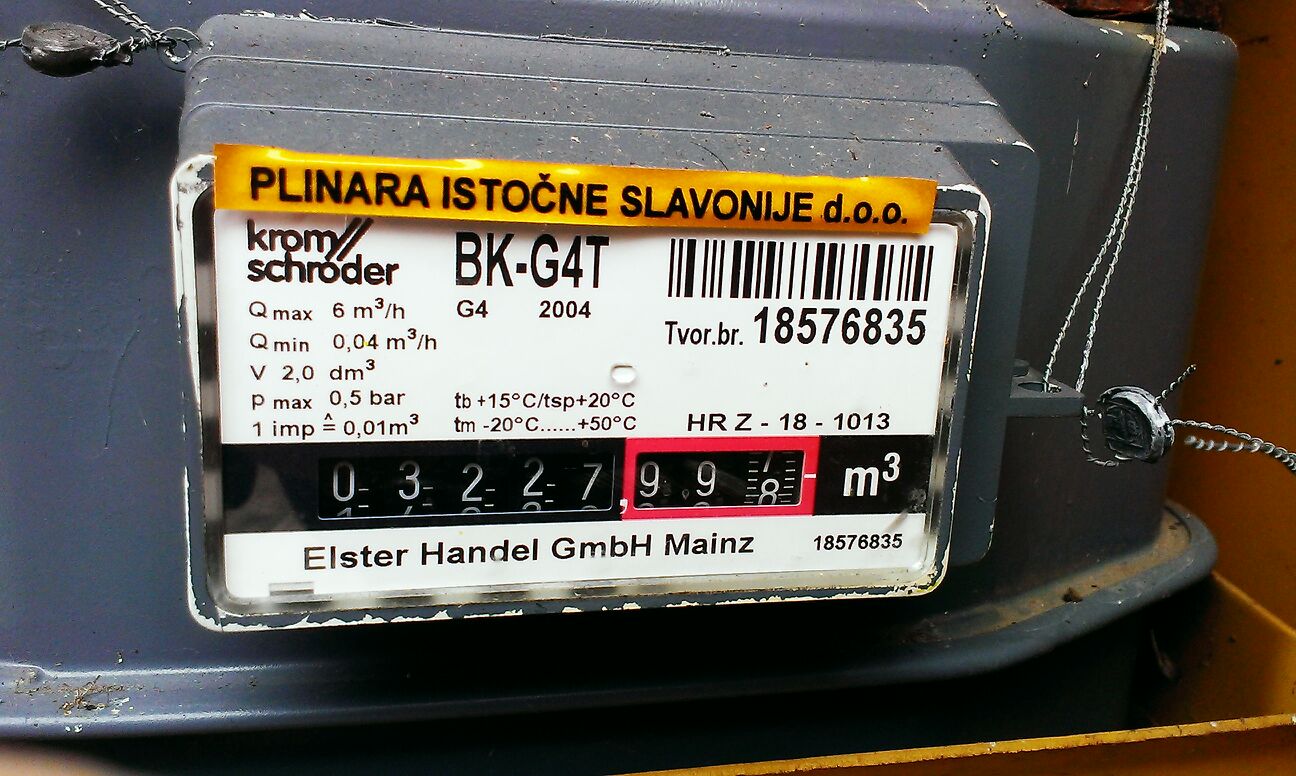 PLINARA ISTOČNE SLAVONIJE d.o.o.
krom//
schröder
BK-G4T
G4 2004
Q max 6 m³/h
Q min 0,04 m³/h
V 2,0 dm³
p max 0,5 bar
1 imp ≙ 0,01m³
tb +15°C/tsp+20°C
tm -20°C......+50°C
Tvor.br. 18576835
HR Z - 18 - 1013
0 3 2 2 7 , 9 9 8 m³
Elster Handel GmbH Mainz 18576835